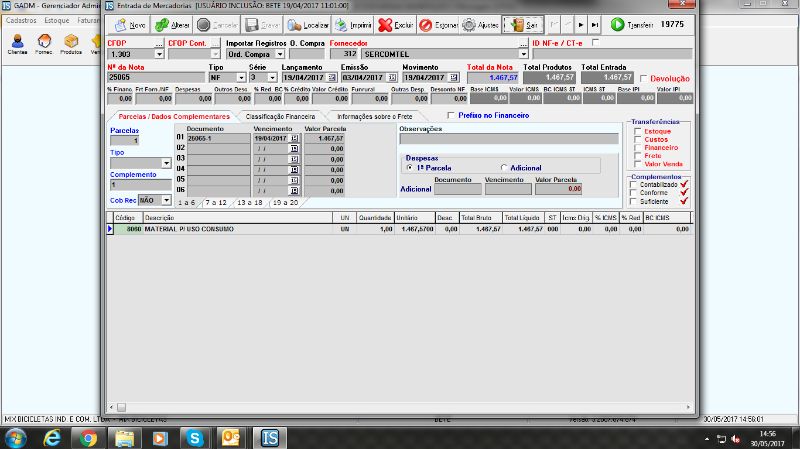 GADM - Gerenciador Admi
Entrada de Mercadorias [USUÁRIO INCLUSÃO: BETE 19/04/2017 11:01:00]
Cadastros Estoque Faturam
Novo Alterar Cancelar Gravar Localizar Imprimir Excluir Estornar Ajustes Sair Transferir 19775
Clientes Fornec. Produtos
CFOP CFOP Cont. Importar Registros O. Compra Fornecedor ID NF-e / CT-e
1.303 Ord. Compra 312 SERCOMTEL
Nº da Nota Tipo Série Lançamento Emissão Movimento Total da Nota Total Produtos Total Entrada
25065 NF 3 19/04/2017 03/04/2017 19/04/2017 1.467,57 1.467,57 1.467,57 Devolução
% Financ. Frt Forn./NF Despesas Outras Desc. % Red. BC % Crédito Valor Crédito Funrural Outras Desp. Desconto NF Base ICMS Valor ICMS BC ICMS ST ICMS ST Base IPI Valor IPI
0,00 0,00 0,00 0,00 0,00 0,00 0,00 0,00 0,00 0,00 0,00 0,00 0,00 0,00 0,00 0,00
Parcelas / Dados Complementares Classificação Financeira Informações sobre o Frete Prefixo no Financeiro
Parcelas
1
Tipo
Complemento
1
Cob Rec NÃO
Documento Vencimento Valor Parcela
01 25065-1 19/04/2017 1.467,57
02 / / 0,00
03 / / 0,00
04 / / 0,00
05 / / 0,00
06 / / 0,00
1 a 6 7 a 12 13 a 18 19 a 20
Observações
Despesas
1ª Parcela Adicional
Documento Vencimento Valor Parcela
Adicional 0,00
Transferências
Estoque
Custos
Financeiro
Frete
Valor Venda
Complementos
Contabilizado
Conforme
Suficiente
Código Descrição UN Quantidade Unitário Desc. Total Bruto Total Líquido ST Icms Orig. % ICMS % Red BC ICMS
8060 MATERIAL P/ USO CONSUMO UN 1,00 1.467,5700 0,00 1.467,57 1.467,57 000 0,00 0,00 0,00 0,00
MIX BICICLETAS IND. E COM. LTDA - MIX BICICLETAS BETE 30/05/2017 14:56:01
14:56
30/05/2017